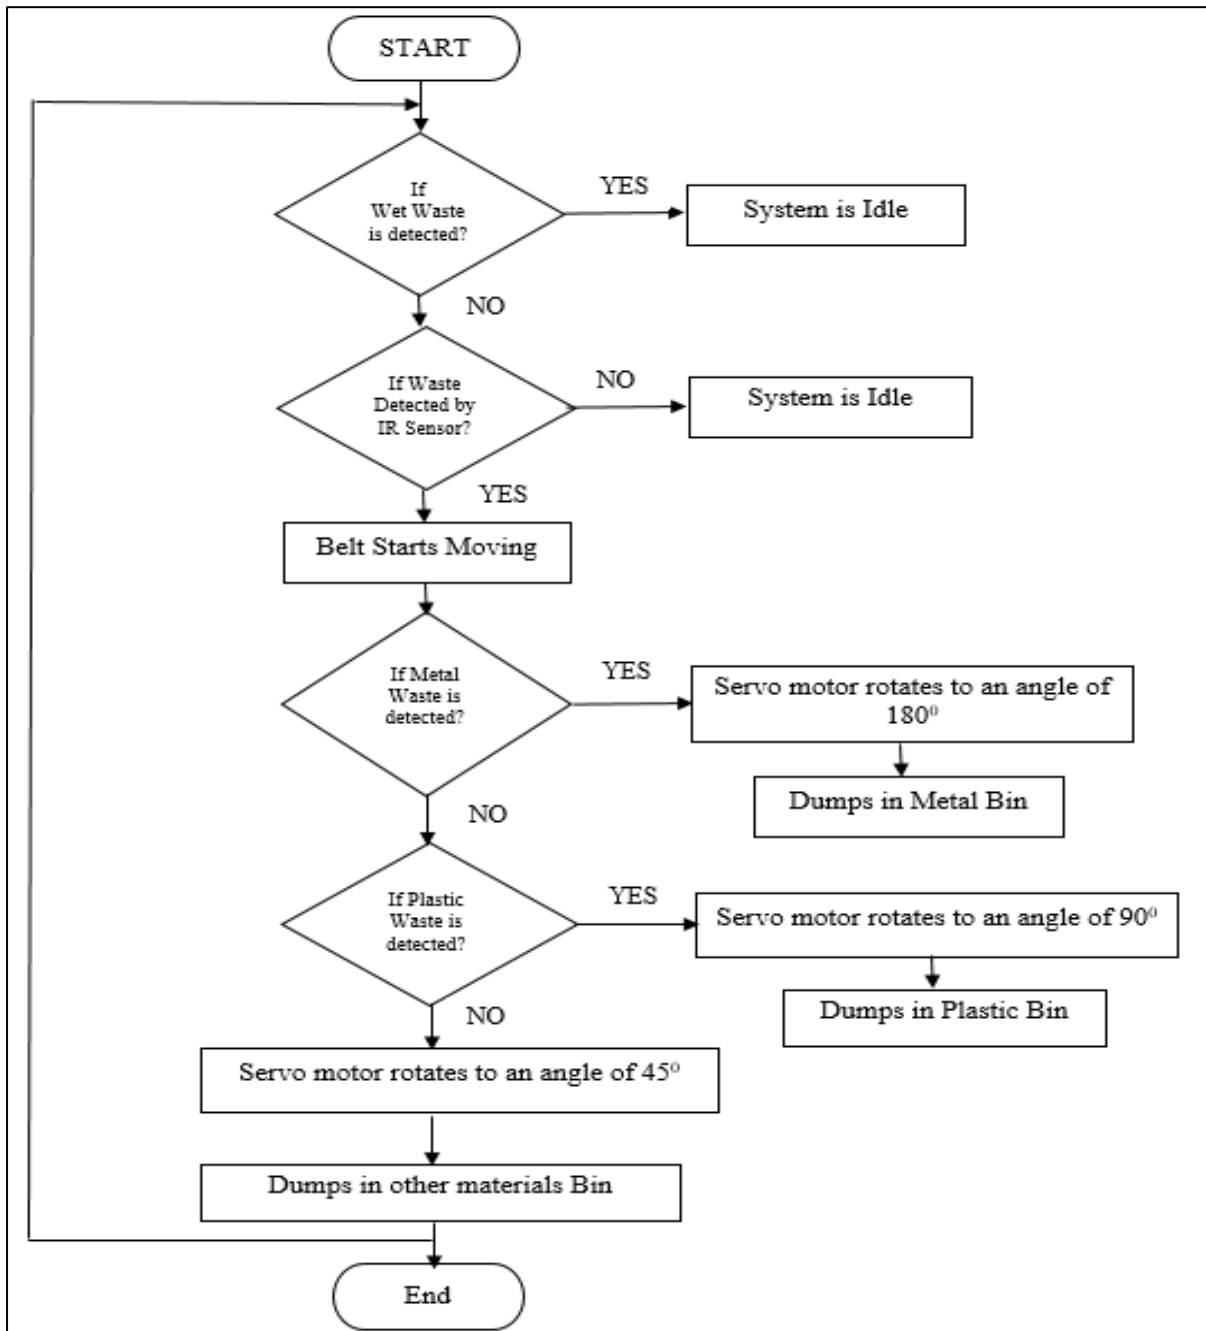 START
If
Wet Waste
is detected?
YES
System is Idle
NO
If Waste
Detected by
IR Sensor?
NO
System is Idle
YES
Belt Starts Moving
If Metal
Waste is
detected?
YES
Servo motor rotates to an angle of
180⁰
Dumps in Metal Bin
NO
If Plastic
Waste is
detected?
YES
Servo motor rotates to an angle of 90⁰
Dumps in Plastic Bin
NO
Servo motor rotates to an angle of 45⁰
Dumps in other materials Bin
End